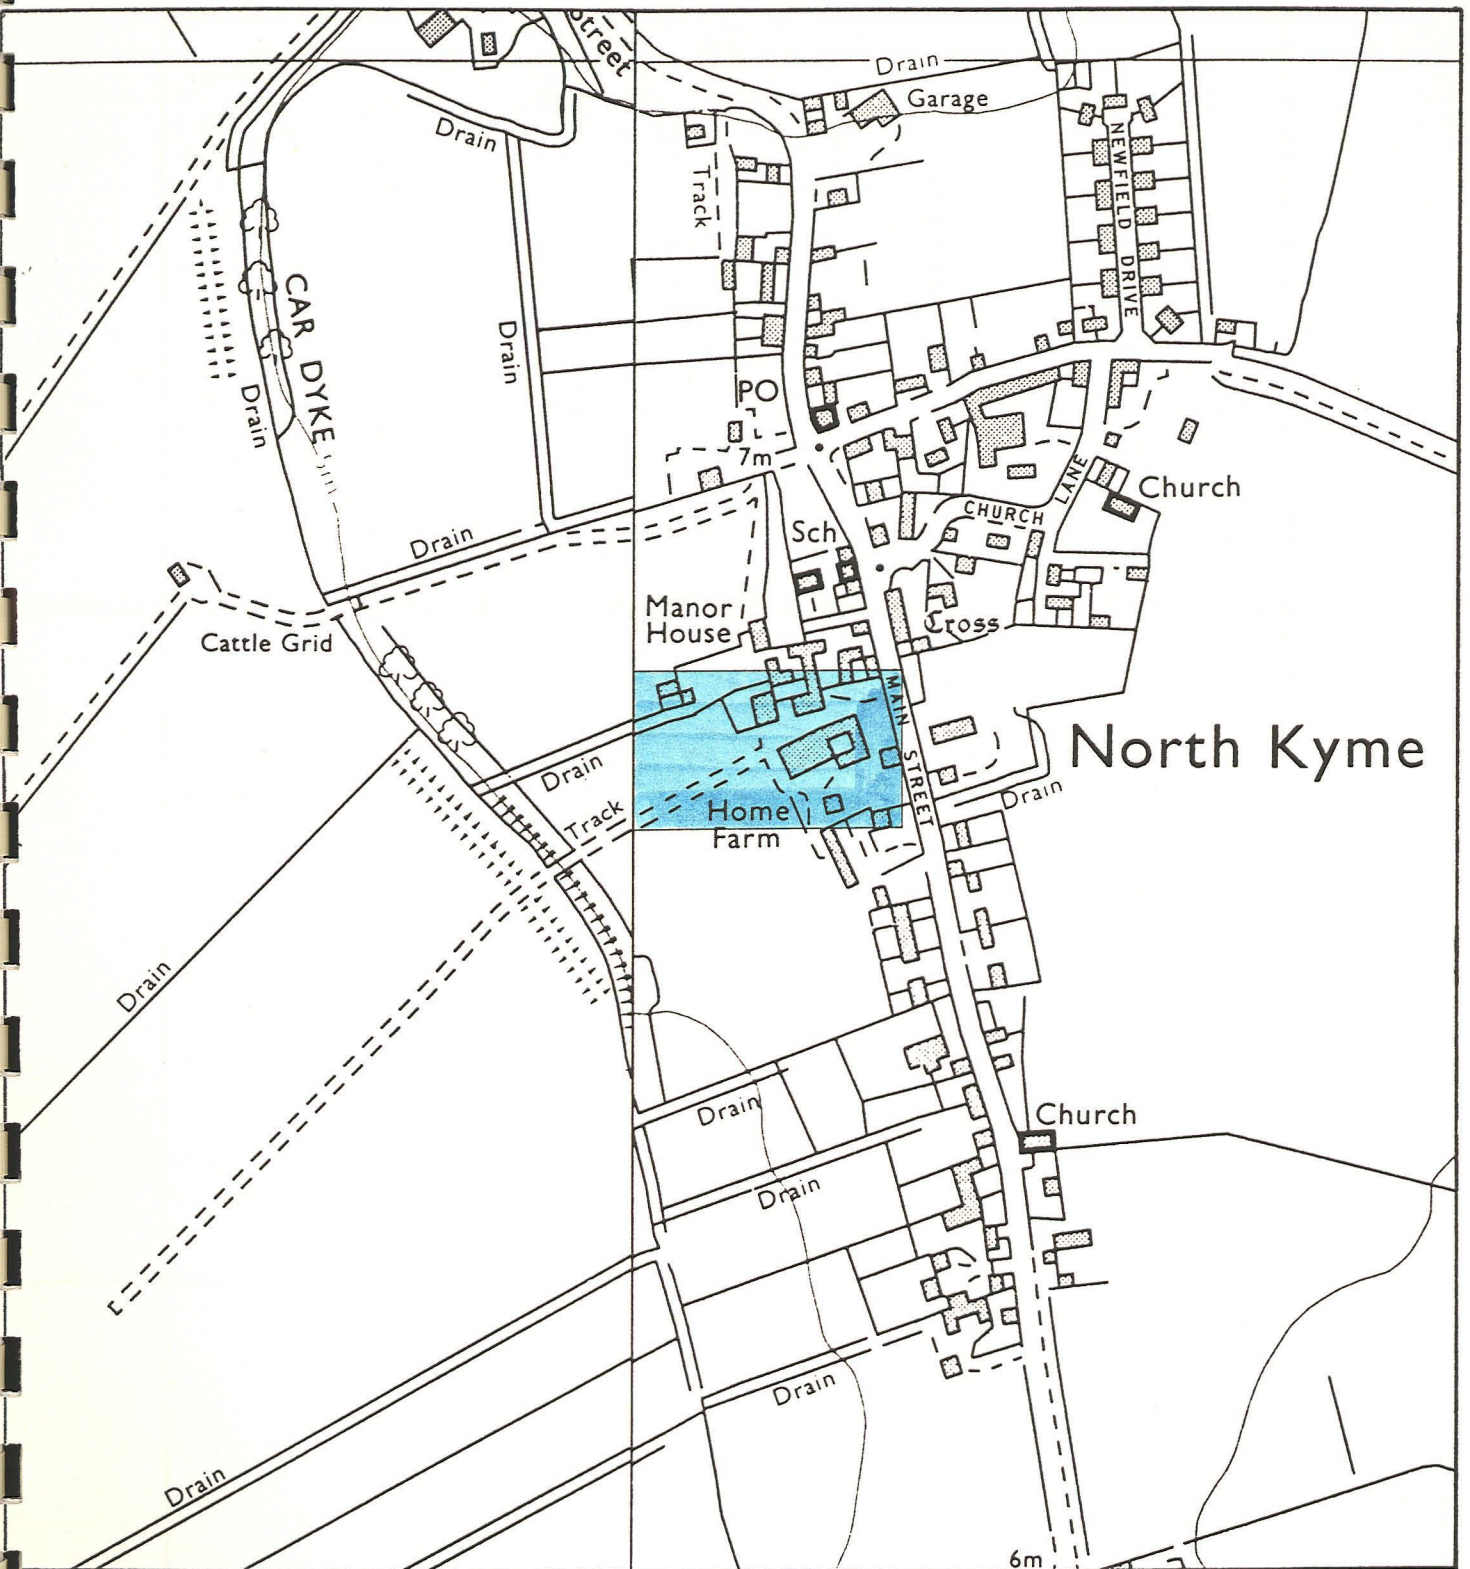 Street
Drain
Garage
Drain
NEWFIELD DRIVE
Track
CAR DYKE
Drain
Drain
PO
7m
Church
CHURCH LANE
Sch
Drain
Manor
House
Cross
Cattle Grid
MAIN STREET
North Kyme
Drain
Drain
Track
Home
Farm
Drain
Drain
Church
Drain
Drain
Drain
6m